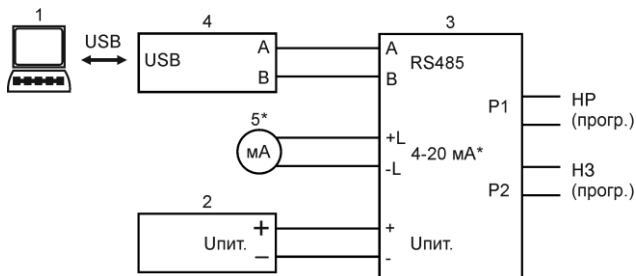 1
4
3
USB
USB
A
B
A
B
RS485
P1
НР
(прогр.)
5*
мА
+L
-L
4-20 мА*
НЗ
P2
(прогр.)
2
Uпит.
+
−
+
-
Uпит.